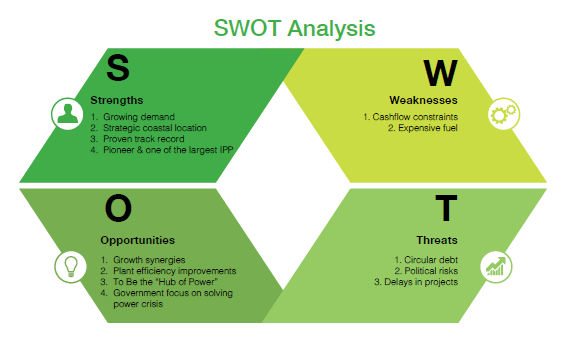 SWOT Analysis
S
Strengths
1. Growing demand
2. Strategic coastal location
3. Proven track record
4. Pioneer & one of the largest IPP
W
Weaknesses
1. Cashflow constraints
2. Expensive fuel
O
Opportunities
1. Growth synergies
2. Plant efficiency improvements
3. To Be the “Hub of Power”
4. Government focus on solving
power crisis
T
Threats
1. Circular debt
2. Political risks
3. Delays in projects